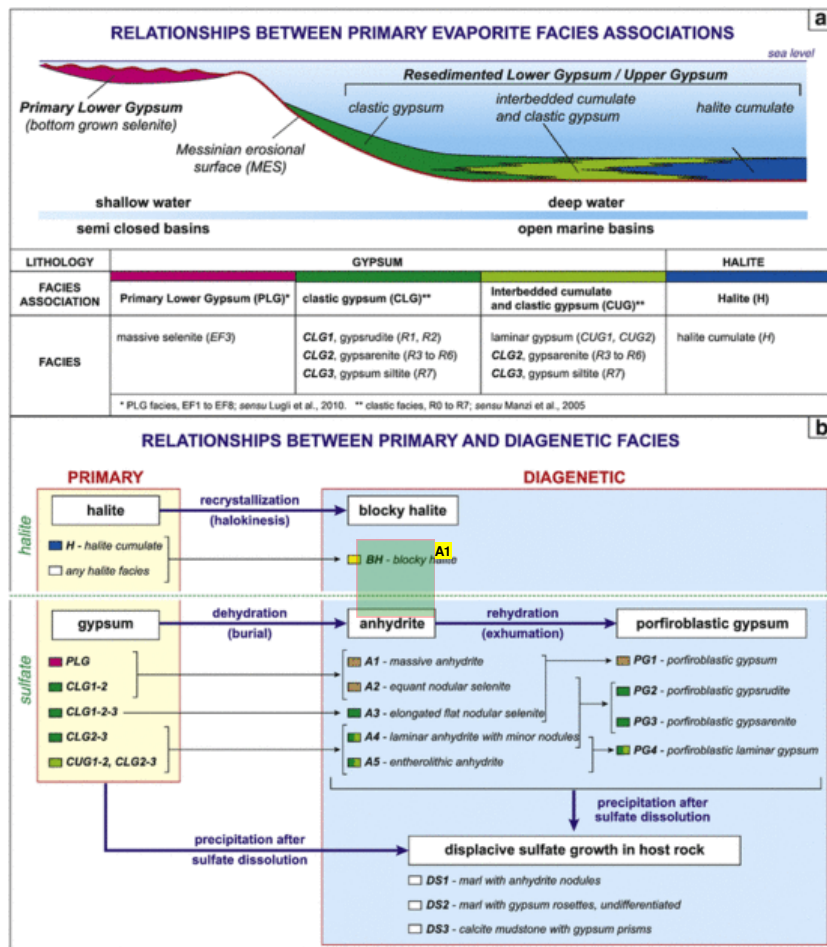 a
RELATIONSHIPS BETWEEN PRIMARY EVAPORITE FACIES ASSOCIATIONS
sea level
Resedimented Lower Gypsum / Upper Gypsum
Primary Lower Gypsum
(bottom grown selenite)
clastic gypsum
interbedded cumulate
and clastic gypsum
halite cumulate
Messinian erosional
surface (MES)
shallow water
deep water
semi closed basins
open marine basins
LITHOLOGY
GYPSUM
HALITE
FACIES
ASSOCIATION
Primary Lower Gypsum (PLG)*
clastic gypsum (CLG)**
Interbedded cumulate
and clastic gypsum (CUG)**
Halite (H)
FACIES
massive selenite (EF3)
CLG1, gypsrudite (R1, R2)
CLG2, gypsarenite (R3 to R6)
CLG3, gypsum siltite (R7)
laminar gypsum (CUG1, CUG2)
CLG2, gypsarenite (R3 to R6)
CLG3, gypsum siltite (R7)
halite cumulate (H)
* PLG facies, EF1 to EF8; sensu Lugli et al., 2010. ** clastic facies, R0 to R7; sensu Manzi et al., 2005
b
RELATIONSHIPS BETWEEN PRIMARY AND DIAGENETIC FACIES
PRIMARY
DIAGENETIC
halite
halite
recrystallization
(halokinesis)
blocky halite
H - halite cumulate
any halite facies
A1
BH - blocky halite
sulfate
gypsum
dehydration
(burial)
anhydrite
rehydration
(exhumation)
porfiroblastic gypsum
PLG
CLG1-2
CLG1-2-3
CLG2-3
CUG1-2, CLG2-3
A1 - massive anhydrite
A2 - equant nodular selenite
A3 - elongated flat nodular selenite
A4 - laminar anhydrite with minor nodules
A5 - entherolithic anhydrite
PG1 - porfiroblastic gypsum
PG2 - porfiroblastic gypsrudite
PG3 - porfiroblastic gypsarenite
PG4 - porfiroblastic laminar gypsum
precipitation after
sulfate dissolution
precipitation after
sulfate dissolution
displacive sulfate growth in host rock
DS1 - marl with anhydrite nodules
DS2 - marl with gypsum rosettes, undifferentiated
DS3 - calcite mudstone with gypsum prisms